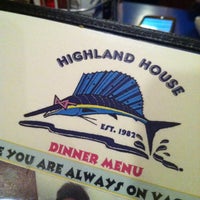 HIGHLAND HOUSE
EST. 1982
DINNER MENU
E YOU ARE ALWAYS ON VA